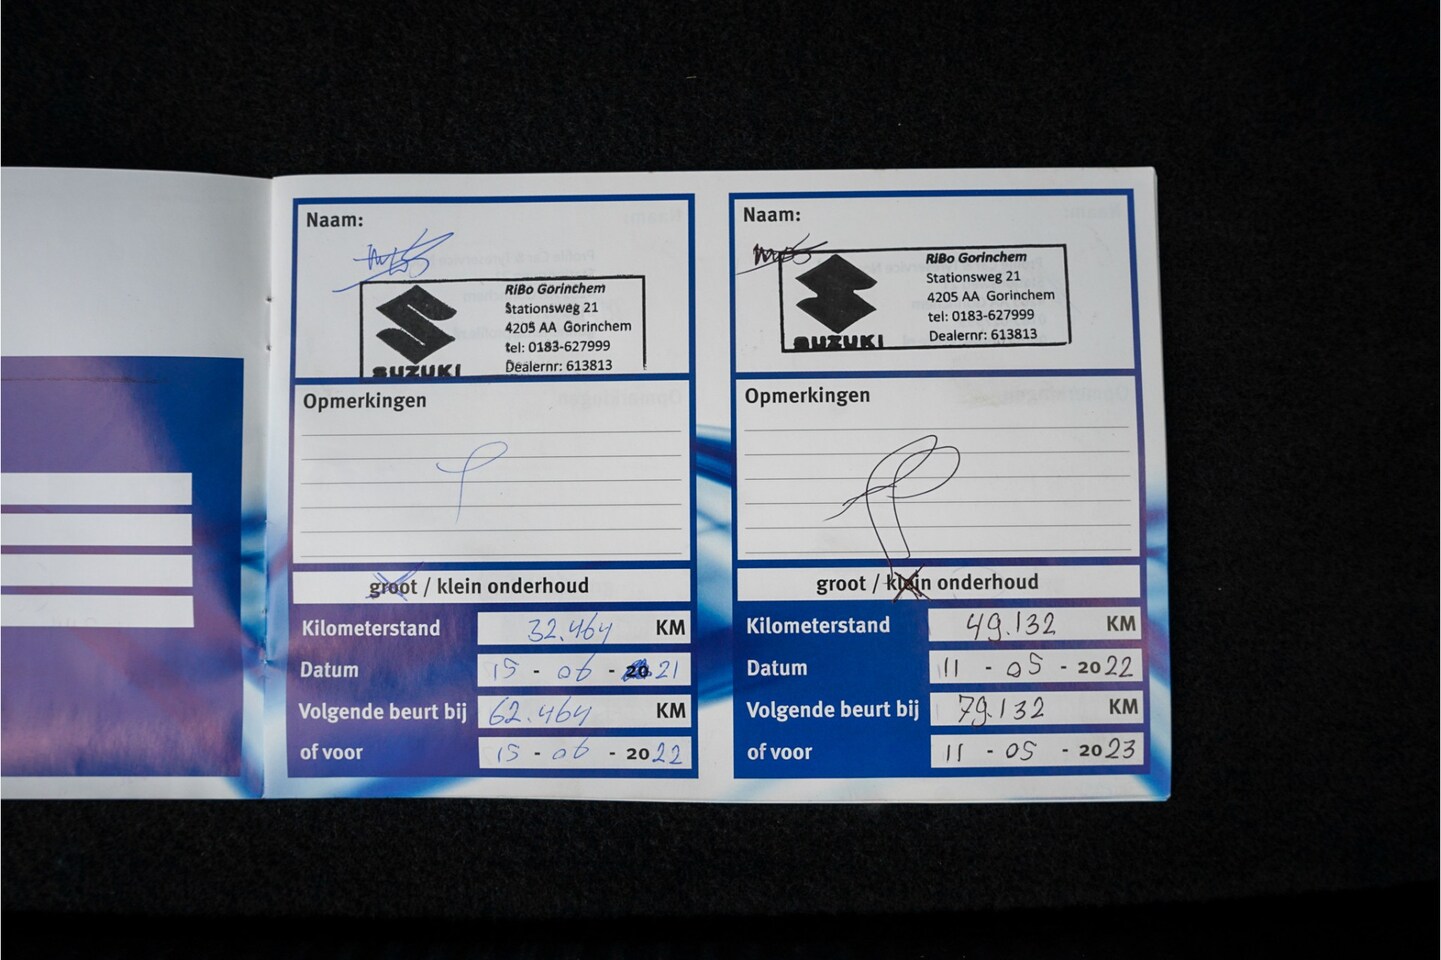 Naam:
RiBo Gorinchem
Stationsweg 21
4205 AA Gorinchem
tel: 0183-627999
Dealernr: 613813
SUZUKI
Opmerkingen
groot / klein onderhoud
Kilometerstand 32.464 KM
Datum 15 - 06 - 2021
Volgende beurt bij 62.464 KM
of voor 15 - 06 - 2022
Naam:
RiBo Gorinchem
Stationsweg 21
4205 AA Gorinchem
tel: 0183-627999
Dealernr: 613813
SUZUKI
Opmerkingen
groot / klein onderhoud
Kilometerstand 49.132 KM
Datum 11 - 05 - 2022
Volgende beurt bij 79.132 KM
of voor 11 - 05 - 2023